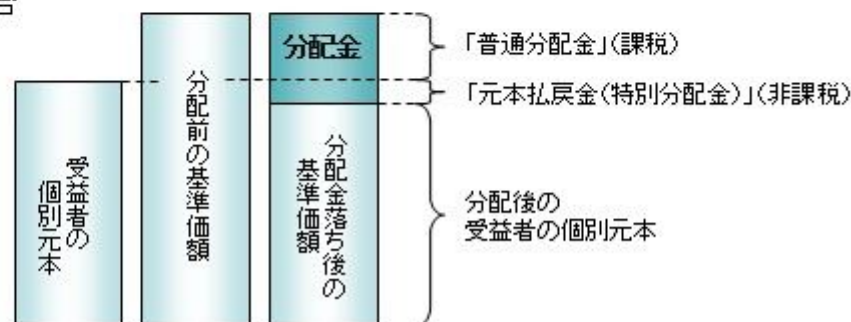 分配金
「普通分配金」(課税)
「元本払戻金(特別分配金)」(非課税)
受益者の
個別元本
分配前の基準価額
分配金落ち後の
基準価額
分配後の
受益者の個別元本